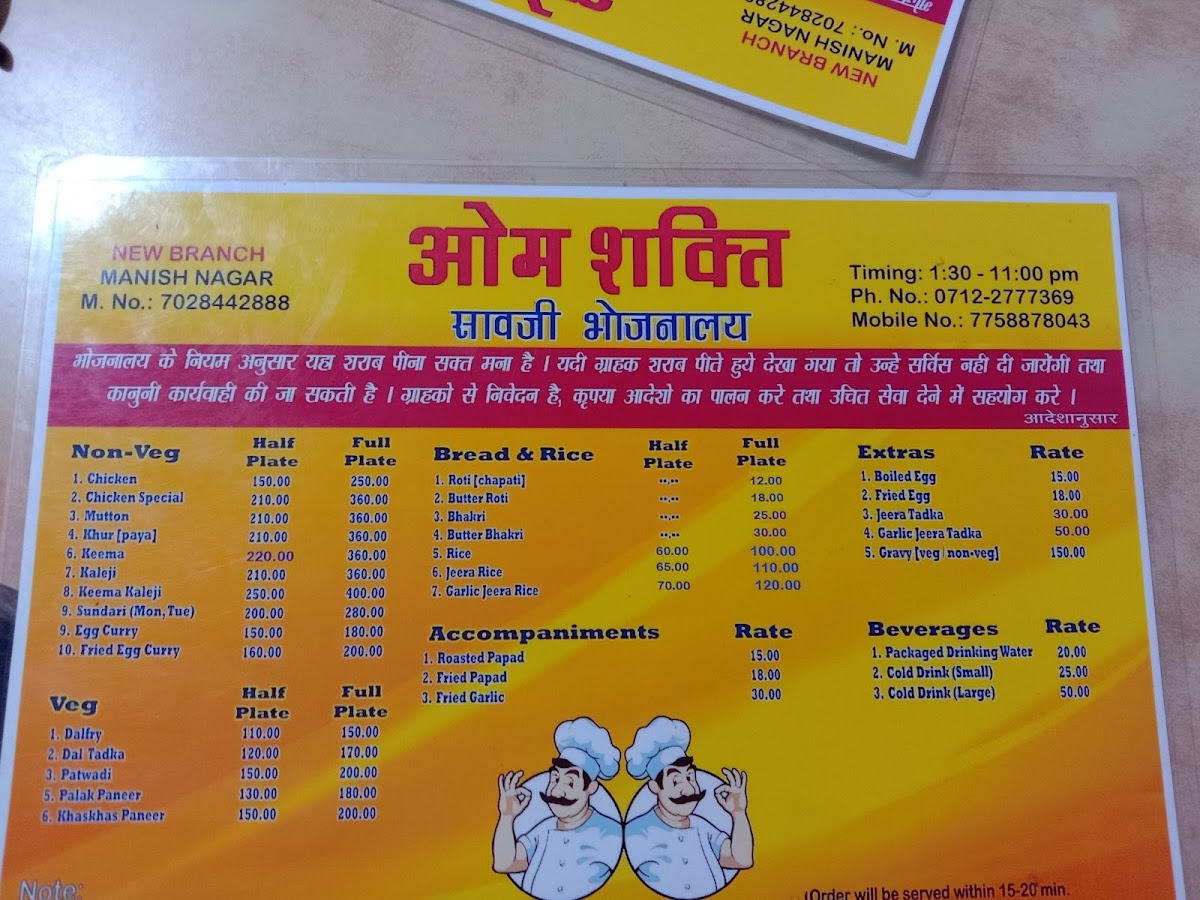 NEW BRANCH
MANISH NAGAR
M. No.: 702844288
NEW BRANCH
MANISH NAGAR
M. No.: 7028442888
ओम शक्ति
सावजी भोजनालय
Timing: 1:30 - 11:00 pm
Ph. No.: 0712-2777369
Mobile No.: 7758878043
भोजनालय के नियम अनुसार यहा शराब पीना सक्त मना है । यदी ग्राहक शराब पीते हुये देखा गया तो उन्हे सर्विस नही दी जायेंगी तथा
कानुनी कार्यवाही की जा सकती है । ग्राहको से निवेदन है, कृपया आदेशो का पालन करे तथा उचित सेवा देने में सहयोग करे ।
आदेशानुसार
Non-Veg Half Plate Full Plate
1. Chicken 150.00 250.00
2. Chicken Special 210.00 360.00
3. Mutton 210.00 360.00
4. Khur [paya] 210.00 360.00
6. Keema 220.00 360.00
7. Kaleji 210.00 360.00
8. Keema Kaleji 250.00 400.00
9. Sundari (Mon, Tue) 200.00 280.00
9. Egg Curry 150.00 180.00
10. Fried Egg Curry 160.00 200.00
Veg Half Plate Full Plate
1. Dalfry 110.00 150.00
2. Dal Tadka 120.00 170.00
3. Patwadi 150.00 200.00
5. Palak Paneer 130.00 180.00
6. Khaskhas Paneer 150.00 200.00
Note:
Bread & Rice Half Plate Full Plate
1. Roti [chapati] --.-- 12.00
2. Butter Roti --.-- 18.00
3. Bhakri --.-- 25.00
4. Butter Bhakri --.-- 30.00
5. Rice 60.00 100.00
6. Jeera Rice 65.00 110.00
7. Garlic Jeera Rice 70.00 120.00
Accompaniments Rate
1. Roasted Papad 15.00
2. Fried Papad 18.00
3. Fried Garlic 30.00
Extras Rate
1. Boiled Egg 15.00
2. Fried Egg 18.00
3. Jeera Tadka 30.00
4. Garlic Jeera Tadka 50.00
5. Gravy [veg / non-veg] 150.00
Beverages Rate
1. Packaged Drinking Water 20.00
2. Cold Drink (Small) 25.00
3. Cold Drink (Large) 50.00
(Order will be served within 15-20 min.